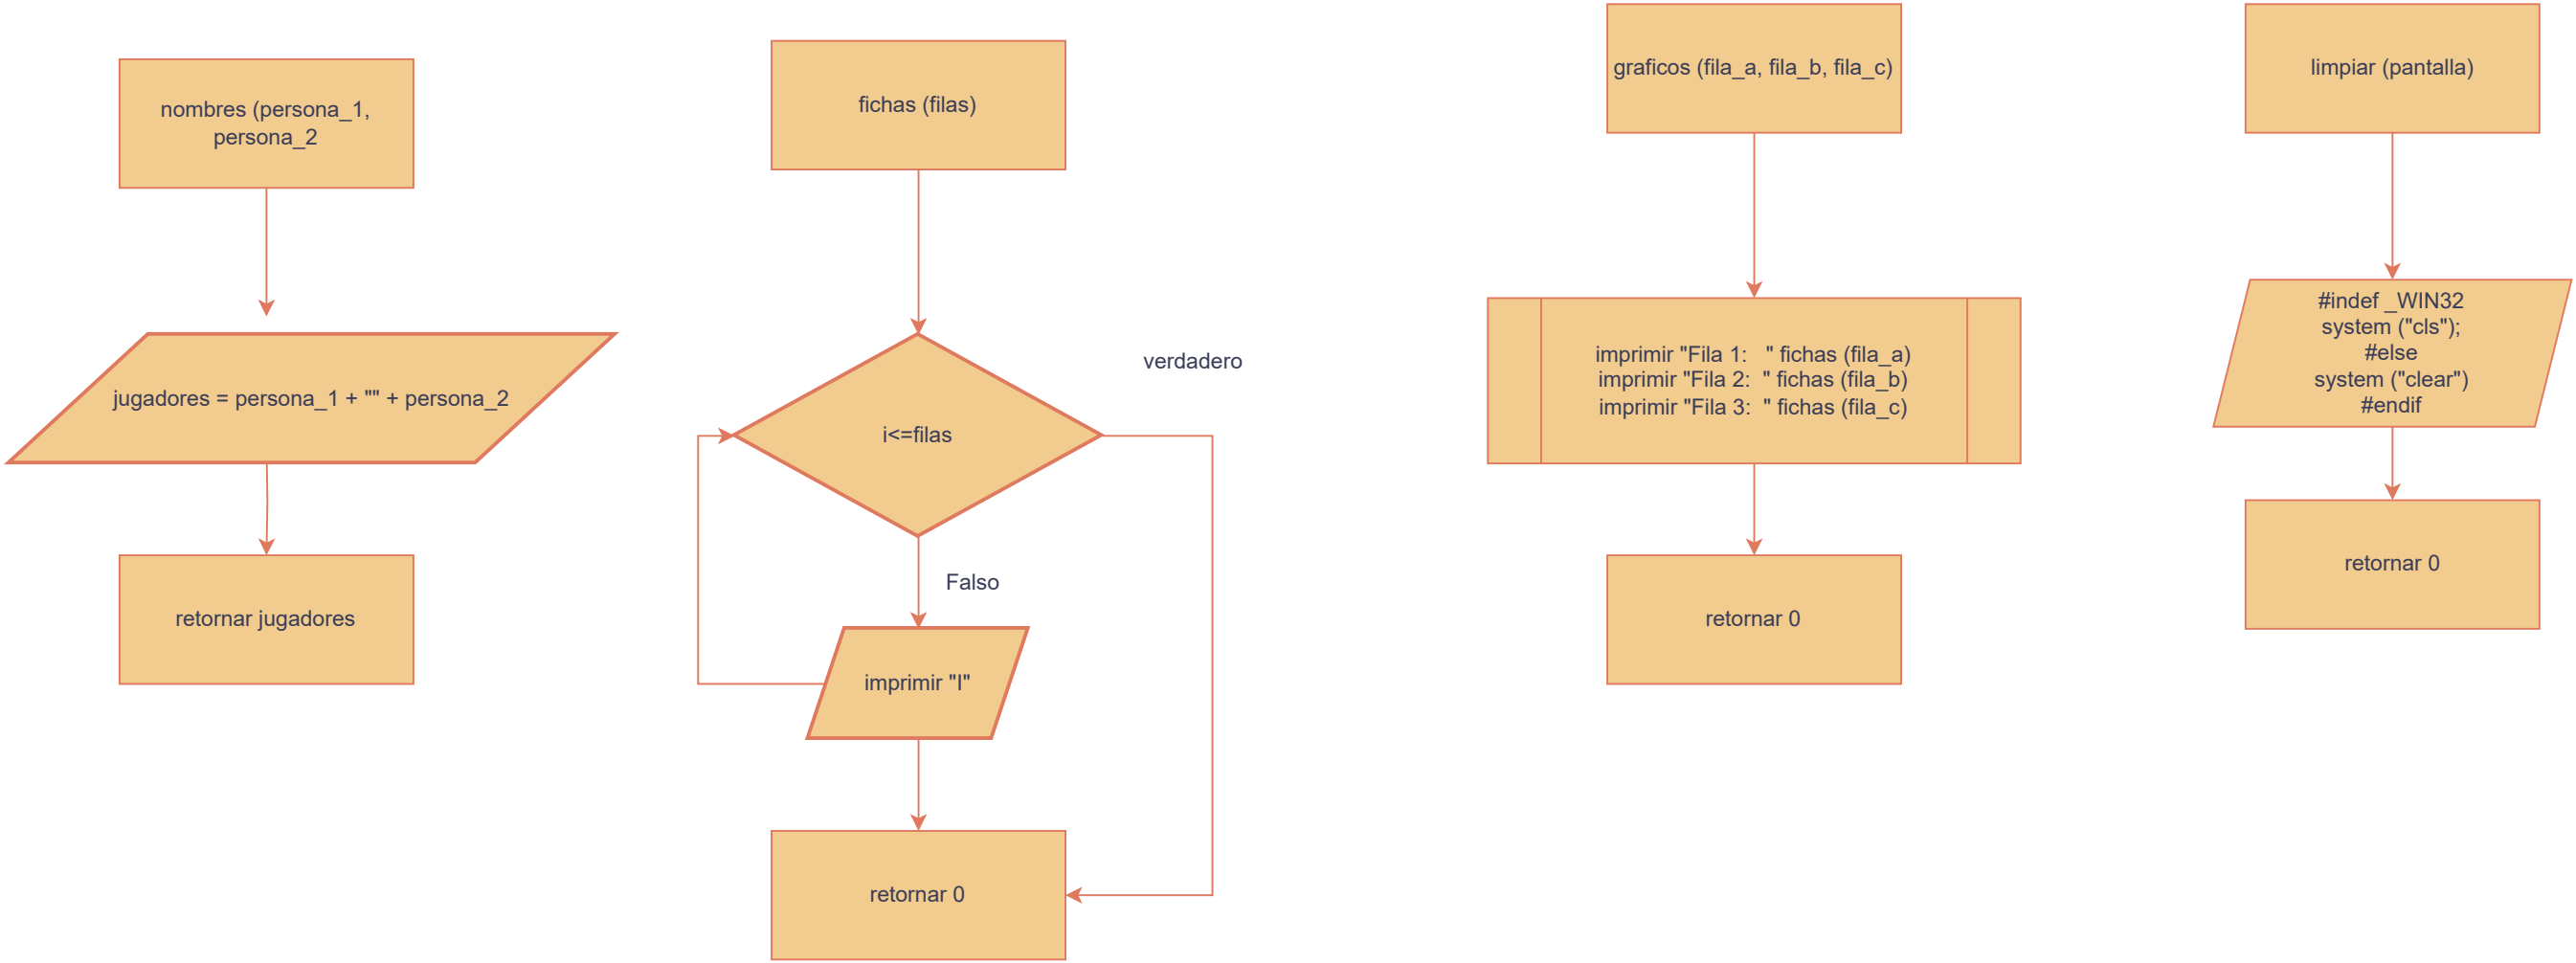 nombres (persona_1,
persona_2
jugadores = persona_1 + "" + persona_2
retornar jugadores
fichas (filas)
verdadero
i<=filas
Falso
imprimir "I"
retornar 0
graficos (fila_a, fila_b, fila_c)
imprimir "Fila 1:   " fichas (fila_a)
imprimir "Fila 2:  " fichas (fila_b)
imprimir "Fila 3:  " fichas (fila_c)
retornar 0
limpiar (pantalla)
#indef _WIN32
system ("cls");
#else
system ("clear")
#endif
retornar 0